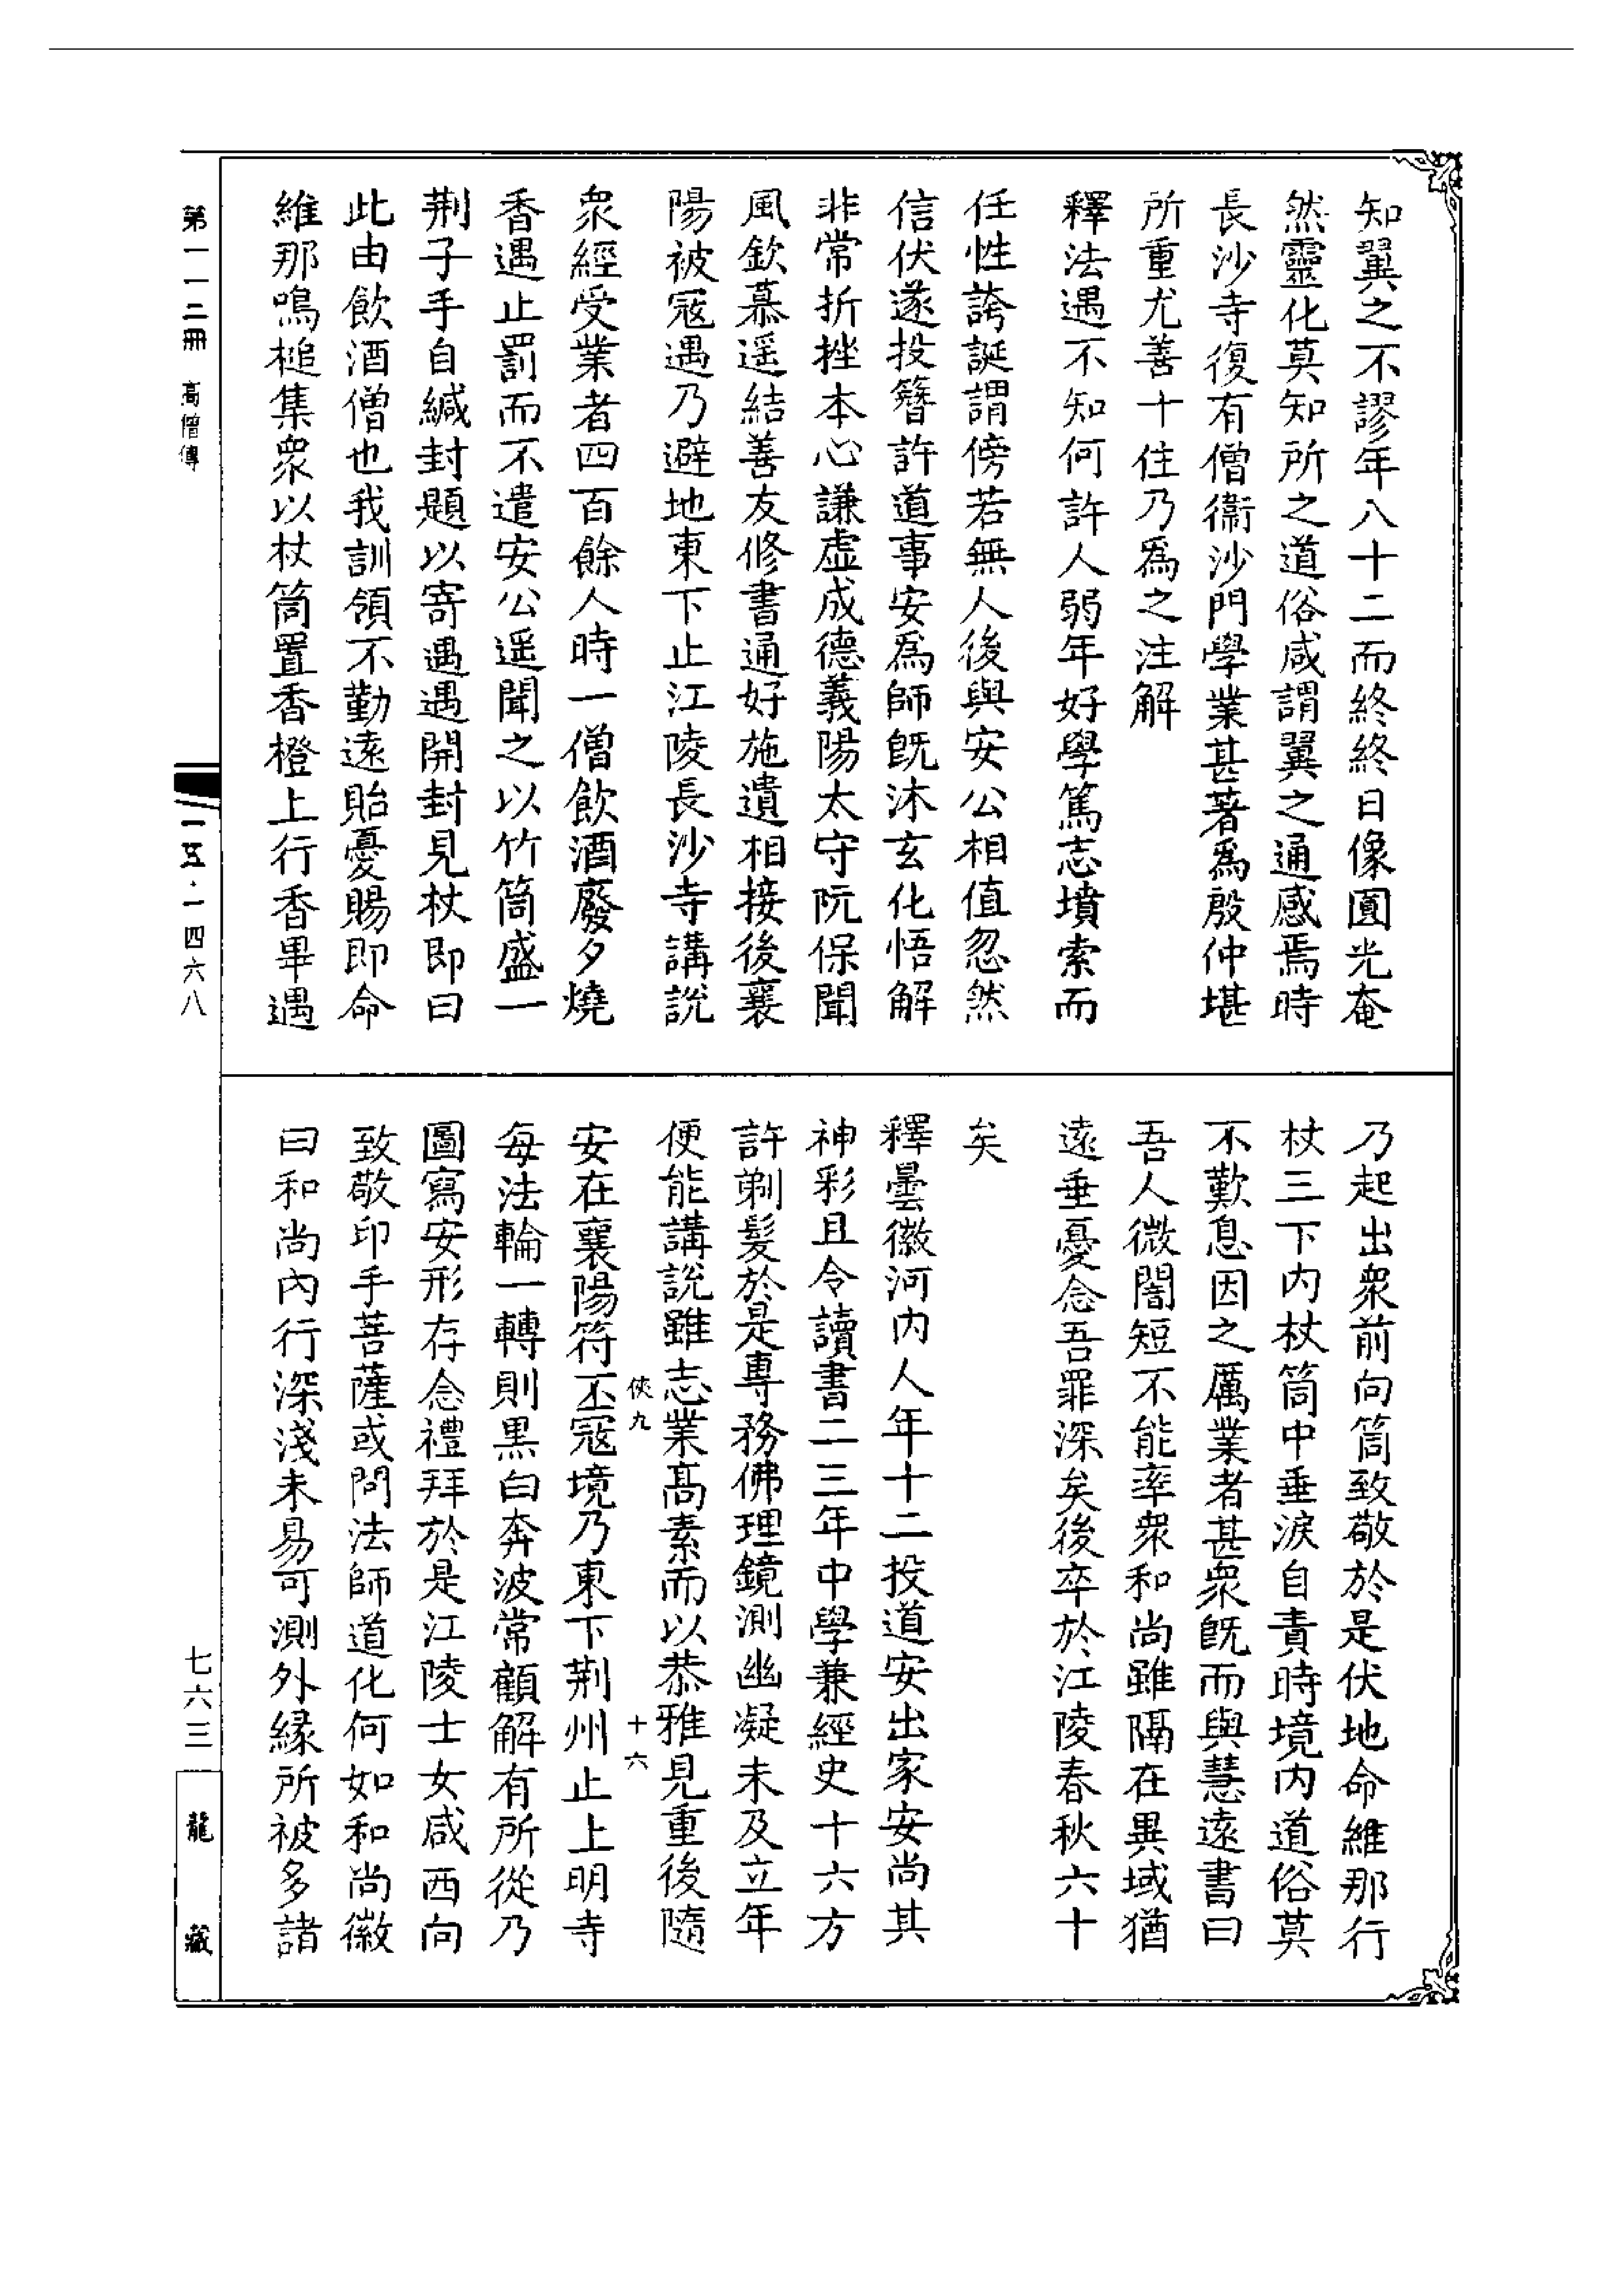 知翼之不謬年八十二而終終日像圓光奄
然靈化莫知所之道俗咸謂翼之通感焉時
長沙寺復有僧衞沙門學業甚著爲殷仲堪
所重尤善十住乃爲之注解
釋法遇不知何許人弱年好學篤志墳索而
任性誇誕謂傍若無人後與安公相值忽然
信伏遂投簪許道事安爲師旣沐玄化悟解
非常折挫本心謙虛成德義陽太守阮保聞
風欽慕遥結善友修書通好施遺相接後襄
陽被寇遇乃避地東下止江陵長沙寺講說
衆經受業者四百餘人時一僧飲酒廢夕燒
香遇止罰而不遣安公遥聞之以竹筒盛一
荆子手自緘封題以寄遇遇開封見杖即曰
此由飲酒僧也我訓領不勤遠貽憂賜即命
維那鳴槌集衆以杖筒置香橙上行香畢遇
乃起出衆前向筒致敬於是伏地命維那行
杖三下内杖筒中垂淚自責時境内道俗莫
不歎息因之厲業者甚衆旣而與慧遠書曰
吾人微闇短不能率衆和尚雖隔在異域猶
遠垂憂念吾罪深矣後卒於江陵春秋六十
矣
釋曇徽河内人年十二投道安出家安尚其
神彩且令讀書二三年中學兼經史十六方
許剃髮於是專務佛理鏡測幽凝未及立年
便能講說雖志業高素而以恭雅見重後隨
俠九 十六
安在襄陽符丕寇境乃東下荆州止上明寺
每法輪一轉則黑白奔波常顧解有所從乃
圖寫安形存念禮拜於是江陵士女咸西向
致敬印手菩薩或問法師道化何如和尚徽
曰和尚內行深淺未易可測外緣所被多諸
第一一二冊 高僧傳
一五·一四六八
七六三
龍藏